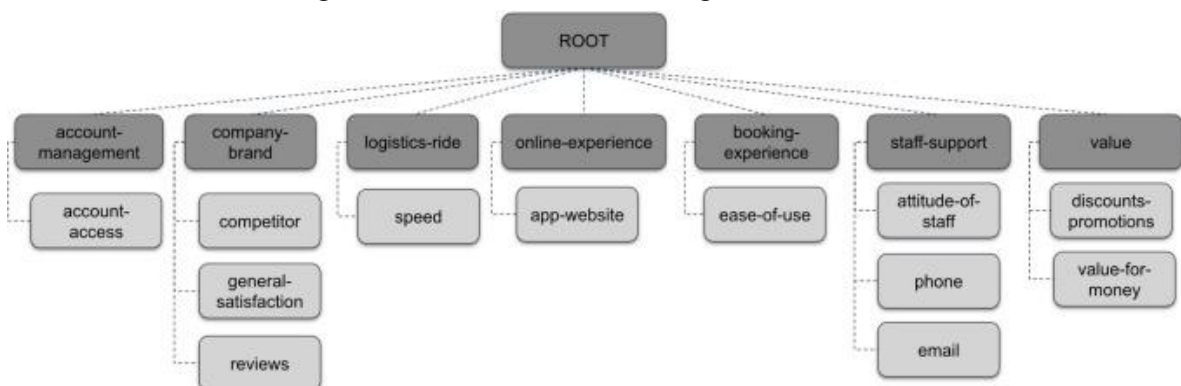 ROOT
account-
management
company-
brand
logistics-ride
online-experience
booking-
experience
staff-support
value
account-
access
competitor
general-
satisfaction
reviews
speed
app-website
ease-of-use
attitude-of-
staff
phone
email
discounts-
promotions
value-for-
money